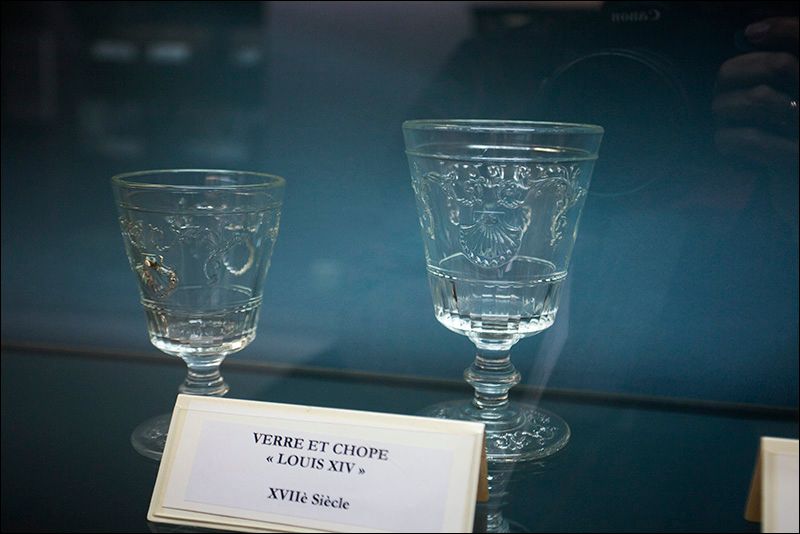 Canon
VERRE ET CHOPE
« LOUIS XIV »
XVIIè Siècle